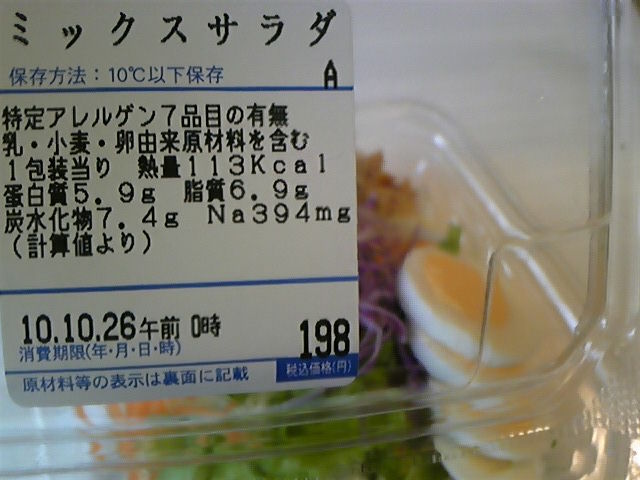 ミックスサラダ
保存方法：10℃以下保存 A
特定アレルゲン7品目の有無
乳・小麦・卵由来原材料を含む
1包装当り 熱量113Kcal
蛋白質5.9g 脂質6.9g
炭水化物7.4g Na394mg
(計算値より)
10.10.26午前 0時
消費期限(年・月・日・時)
198
税込価格(円)
原材料等の表示は裏面に記載